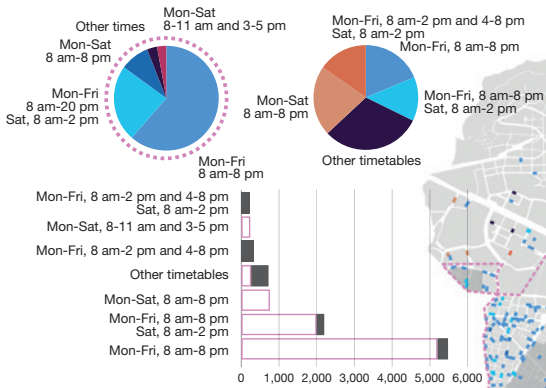 Mon-Sat
8-11 am and 3-5 pm
Other times
Mon-Sat
8 am-8 pm
Mon-Fri
8 am-20 pm
Sat, 8 am-2 pm
Mon-Fri
8 am-8 pm
Mon-Fri, 8 am-2 pm and 4-8 pm
Sat, 8 am-2 pm
Mon-Fri, 8 am-8 pm
Mon-Fri, 8 am-8 pm
Sat, 8 am-2 pm
Mon-Sat
8 am-8 pm
Other timetables
Mon-Fri, 8 am-2 pm and 4-8 pm
Sat, 8 am-2 pm
Mon-Sat, 8-11 am and 3-5 pm
Mon-Fri, 8 am-2 pm and 4-8 pm
Other timetables
Mon-Sat, 8 am-8 pm
Mon-Fri, 8 am-8 pm
Sat, 8 am-2 pm
Mon-Fri, 8 am-8 pm
0 1,000 2,000 3,000 4,000 5,000 6,000